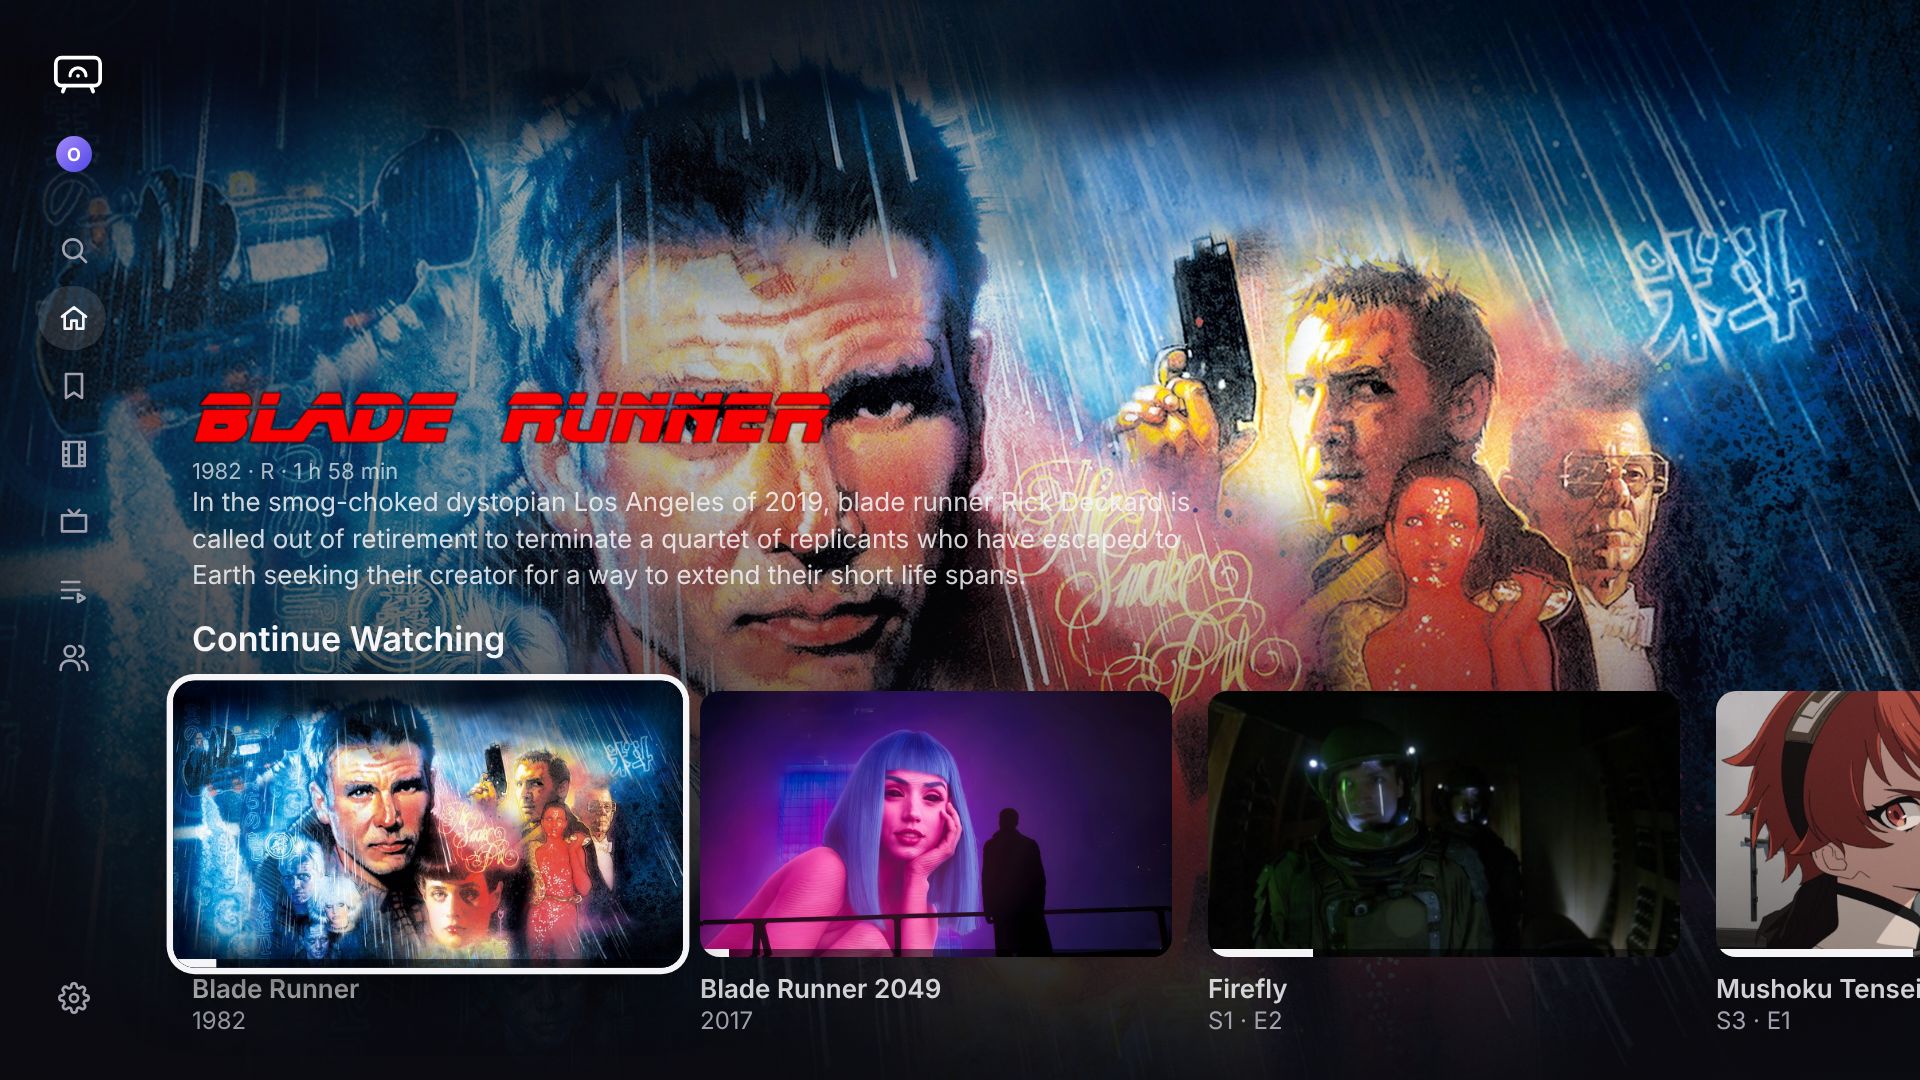 O
BLADE RUNNER
1982 · R · 1 h 58 min
In the smog-choked dystopian Los Angeles of 2019, blade runner Rick Deckard is
called out of retirement to terminate a quartet of replicants who have escaped to
Earth seeking their creator for a way to extend their short life spans.
Continue Watching
Blade Runner
1982
Blade Runner 2049
2017
Firefly
S1 · E2
Mushoku Tensei
S3 · E1